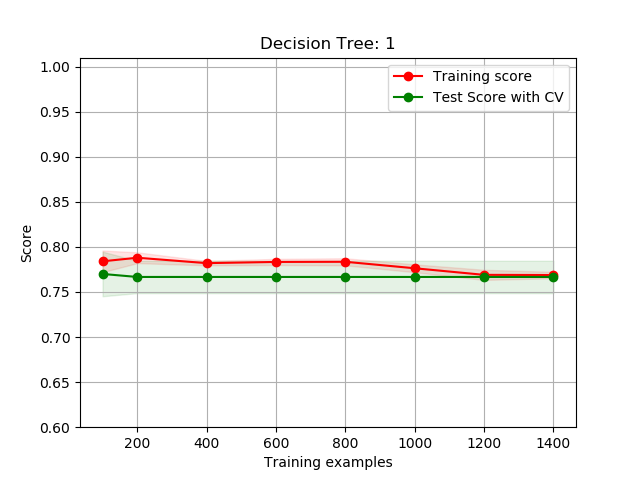 Decision Tree: 1
Training score
Test Score with CV
1.00
0.95
0.90
0.85
0.80
0.75
0.70
0.65
0.60
Score
200 400 600 800 1000 1200 1400
Training examples